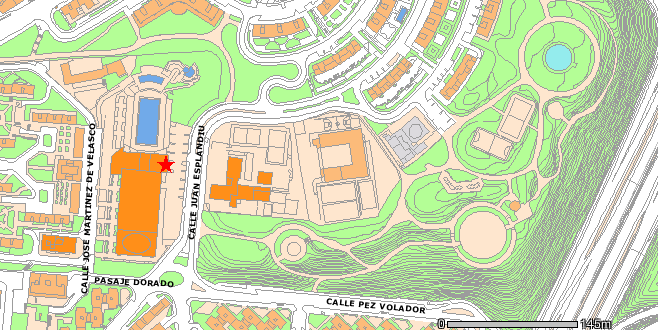 CALLE JOSE MARTINEZ DE VELASCO
CALLE JUAN ESPLANDIU
PASAJE DORADO
CALLE PEZ VOLADOR
0 145m